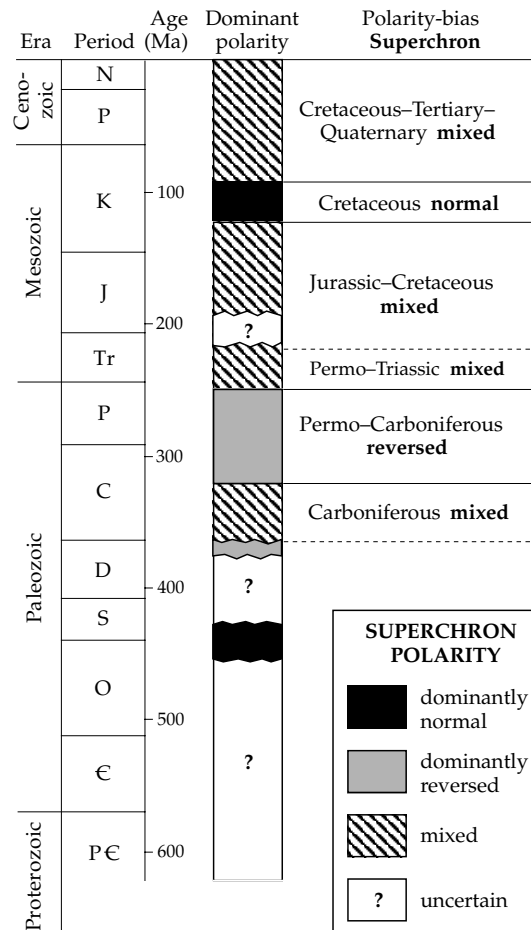 Era Period Age (Ma) Dominant polarity Polarity-bias Superchron
Ceno-
zoic
Mesozoic
Paleozoic
Proterozoic
N
P
K
J
Tr
P
C
D
S
O
Є
PЄ
100
200
300
400
500
600
?
?
?
Cretaceous–Tertiary–
Quaternary mixed
Cretaceous normal
Jurassic–Cretaceous
mixed
Permo–Triassic mixed
Permo–Carboniferous
reversed
Carboniferous mixed
SUPERCHRON
POLARITY
dominantly
normal
dominantly
reversed
mixed
? uncertain